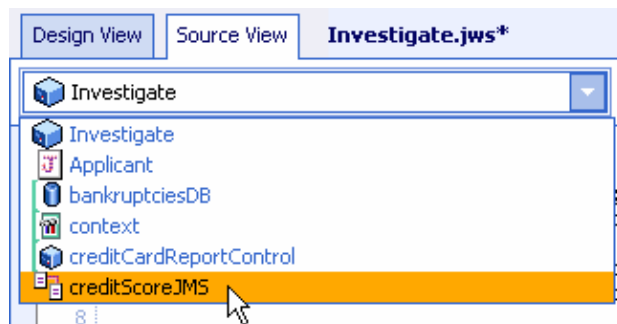 Design View Source View Investigate.jws*
Investigate
Investigate
Applicant
bankruptciesDB
context
creditCardReportControl
creditScoreJMS
8